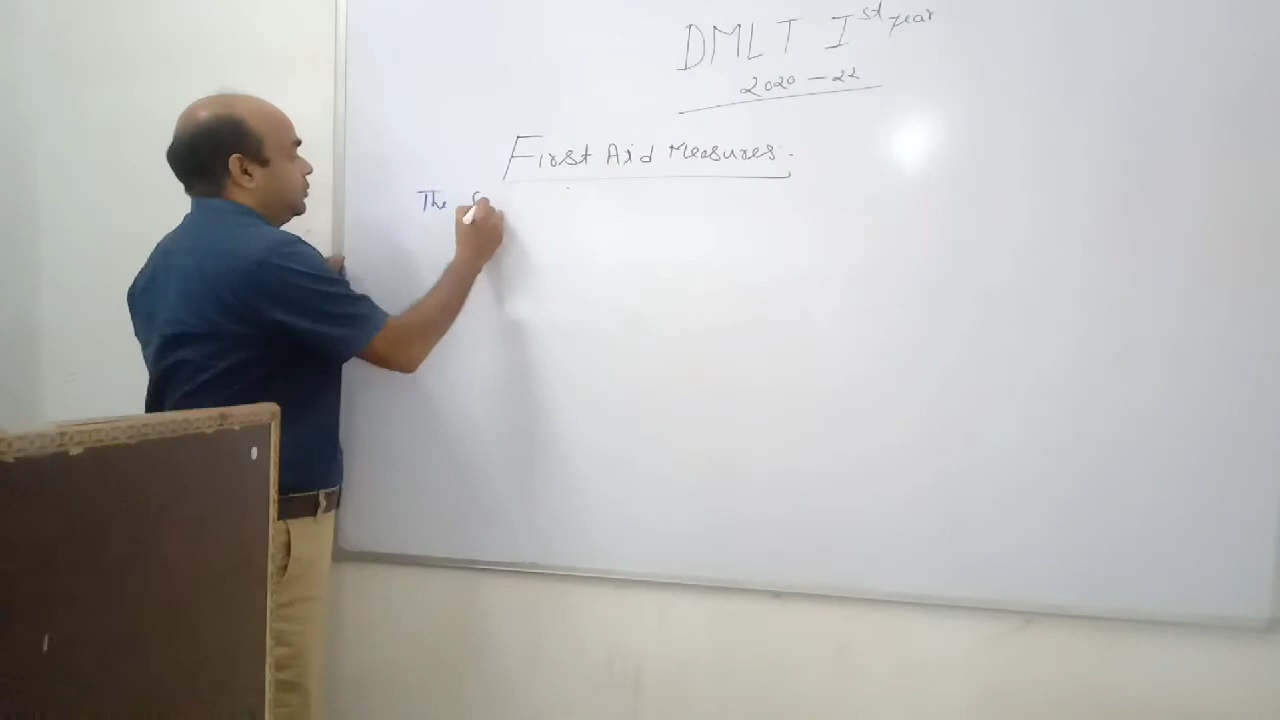 DMLT Ist year
2020-22
First Aid Measures.
The